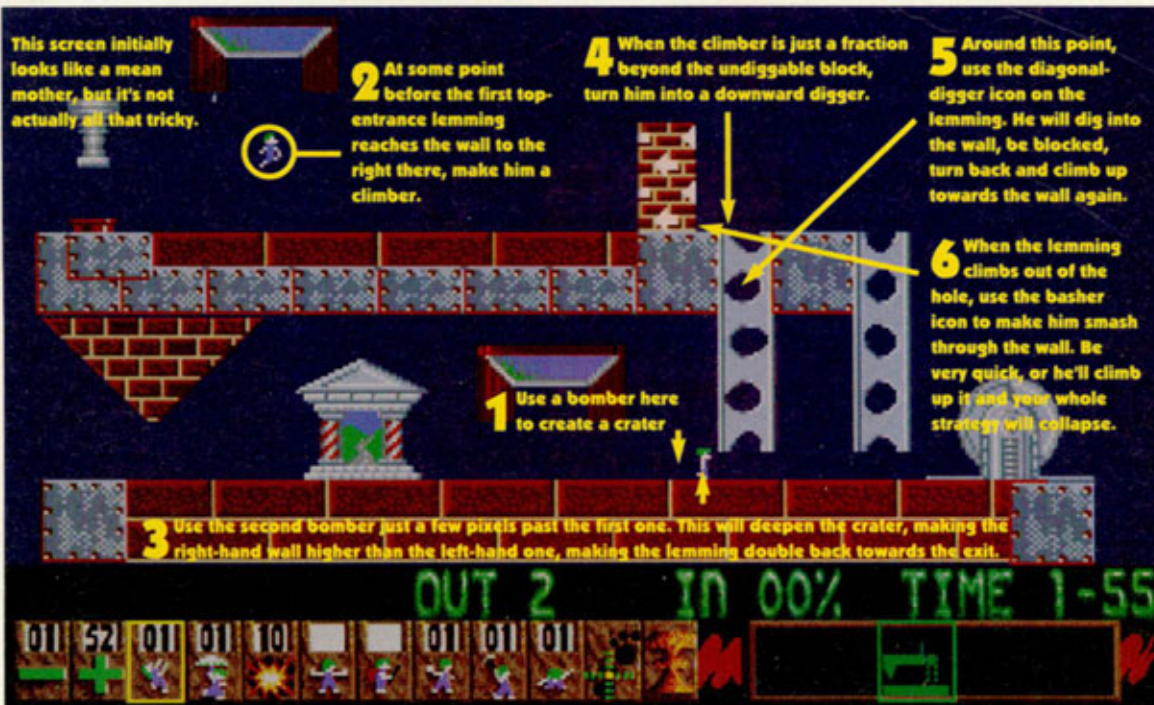 This screen initially
looks like a mean
mother, but it's not
actually all that tricky.
2 At some point
before the first top-
entrance lemming
reaches the wall to the
right there, make him a
climber.
4 When the climber is just a fraction
beyond the undiggable block,
turn him into a downward digger.
5 Around this point,
use the diagonal-
digger icon on the
lemming. He will dig into
the wall, be blocked,
turn back and climb up
towards the wall again.
6 When the lemming
climbs out of the
hole, use the basher
icon to make him smash
through the wall. Be
very quick, or he'll climb
up it and your whole
strategy will collapse.
1 Use a bomber here
to create a crater
3 Use the second bomber just a few pixels past the first one. This will deepen the crater, making the
right-hand wall higher than the left-hand one, making the lemming double back towards the exit.
OUT 2 IN 00% TIME 1-55
01 52 01 01 10 01 01 01